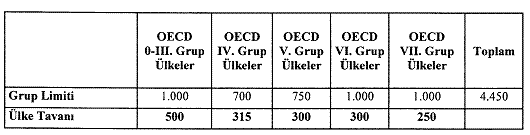 OECD 0-III. Grup Ülkeler OECD IV. Grup Ülkeler OECD V. Grup Ülkeler OECD VI. Grup Ülkeler OECD VII. Grup Ülkeler Toplam
Grup Limiti 1.000 700 750 1.000 1.000 4.450
Ülke Tavanı 500 315 300 300 250